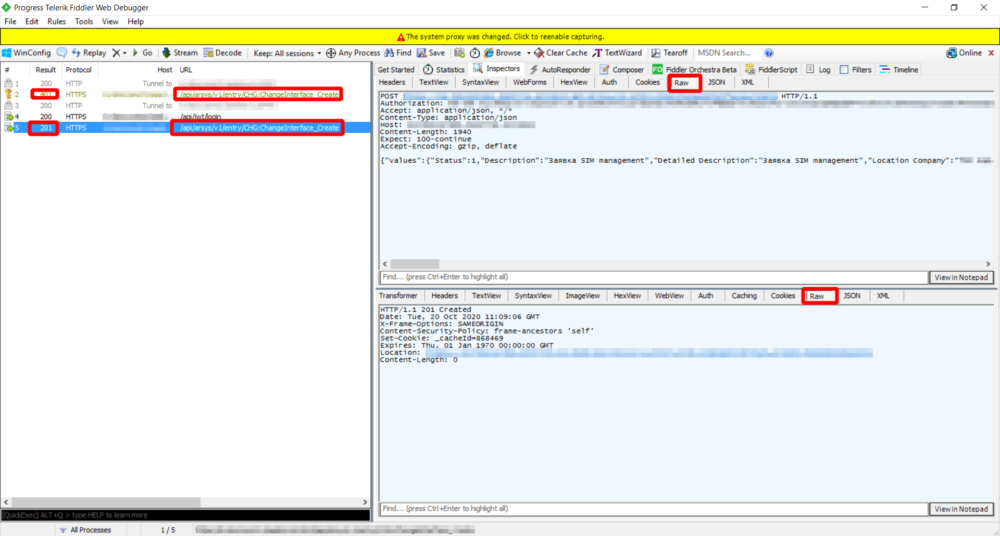 Progress Telerik Fiddler Web Debugger
File Edit Rules Tools View Help
The system proxy was changed. Click to reenable capturing.
WinConfig Replay Go Stream Decode Keep: All sessions Any Process Find Save Browse Clear Cache TextWizard Tearoff MSDN Search... Online
# Result Protocol Host URL
1 200 HTTP Tunnel to
2 401 HTTPS /api/arsys/v1/entry/CHG:ChangeInterface_Create
3 200 HTTP Tunnel to
4 200 HTTPS /api/jwt/login
5 201 HTTPS /api/arsys/v1/entry/CHG:ChangeInterface_Create
[QuickExec] ALT+Q > type HELP to learn more
Get Started Statistics Inspectors AutoResponder Composer FO Fiddler Orchestra Beta FiddlerScript Log Filters Timeline
Headers TextView SyntaxView WebForms HexView Auth Cookies Raw JSON XML
POST HTTP/1.1
Authorization:
Accept: application/json, */*
Content-Type: application/json
Host:
Content-Length: 1940
Expect: 100-continue
Accept-Encoding: gzip, deflate
{"values":{"Status":1,"Description":"Заявка SIM management","Detailed Description":"Заявка SIM management","Location Company":"
Find... (press Ctrl+Enter to highlight all) View in Notepad
Transformer Headers TextView SyntaxView ImageView HexView WebView Auth Caching Cookies Raw JSON XML
HTTP/1.1 201 Created
Date: Tue, 20 Oct 2020 11:09:06 GMT
X-Frame-Options: SAMEORIGIN
Content-Security-Policy: frame-ancestors 'self'
Set-Cookie: _cacheId=868469
Expires: Thu, 01 Jan 1970 00:00:00 GMT
Location:
Content-Length: 0
Find... (press Ctrl+Enter to highlight all) View in Notepad
All Processes 1 / 5